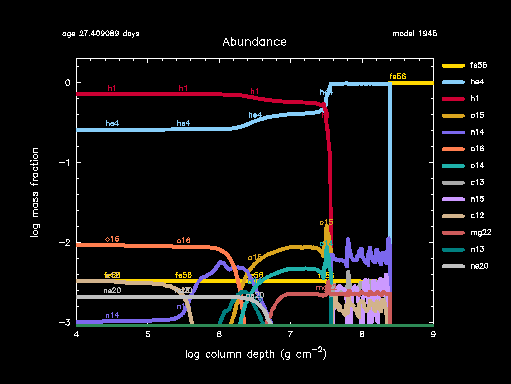 age 27.409089 days
model 1945
Abundance
fe56
he4
h1
o15
n14
o16
o14
c13
n15
c12
mg22
n13
ne20
log mass fraction
0
−1
−2
−3
h1
h1
h1
he4
he4
he4
he4
fe56
o15
o16
o16
o15
fe56
ne20
n14
n14
4
5
6
7
8
9
log column depth (g cm⁻²)